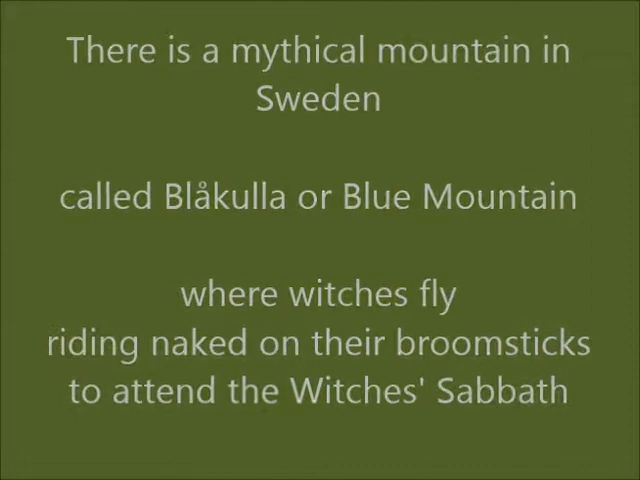 There is a mythical mountain in
Sweden
called Blåkulla or Blue Mountain
where witches fly
riding naked on their broomsticks
to attend the Witches' Sabbath